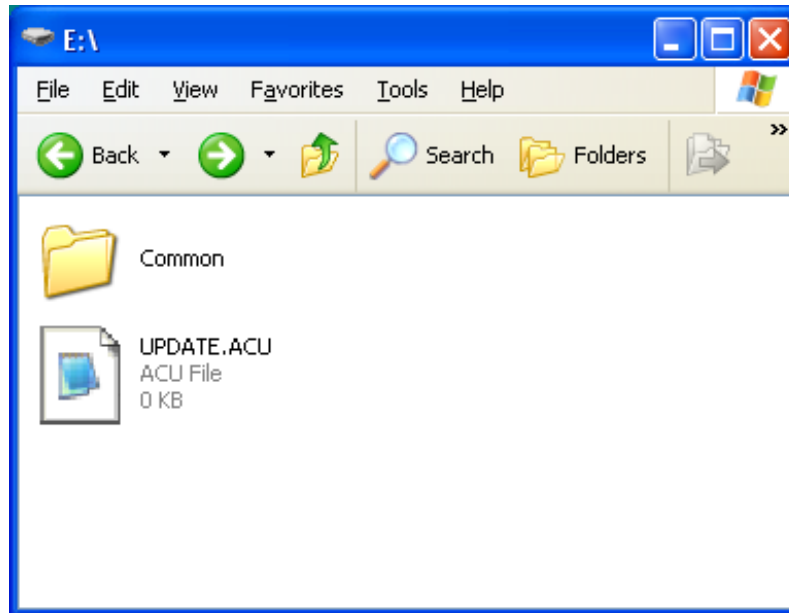 E:\
File Edit View Favorites Tools Help
Back Search Folders »
Common
UPDATE.ACU
ACU File
0 KB